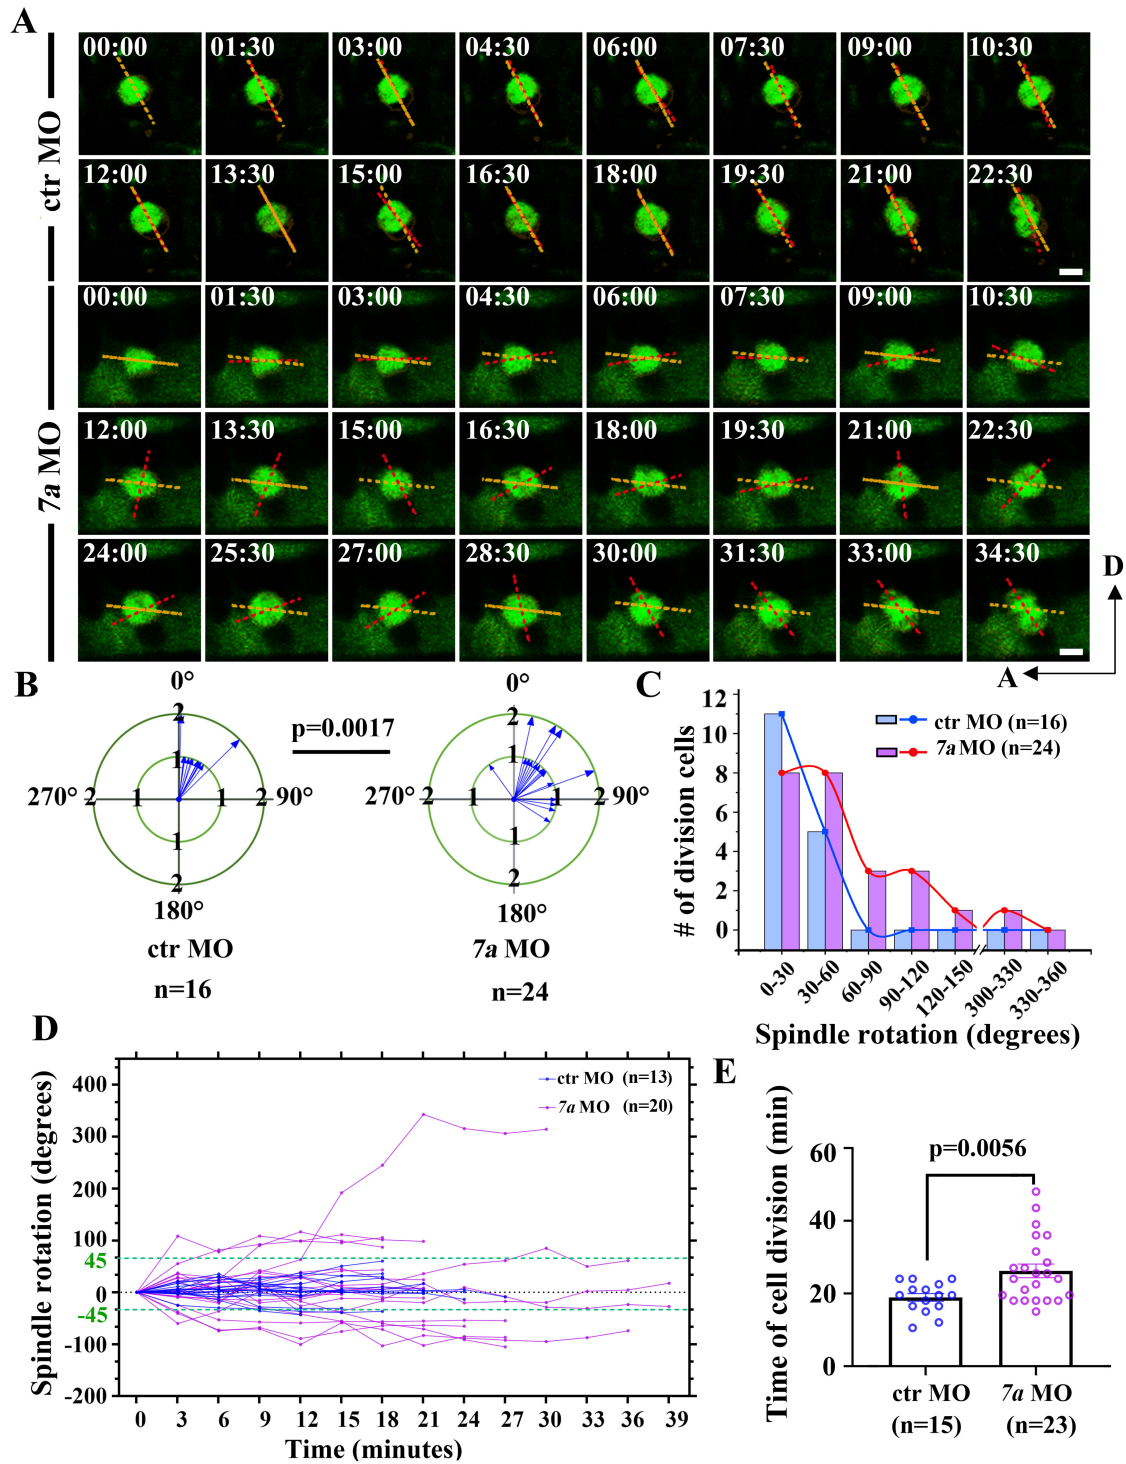 A
ctr MO
00:00 01:30 03:00 04:30 06:00 07:30 09:00 10:30
12:00 13:30 15:00 16:30 18:00 19:30 21:00 22:30
7a MO
00:00 01:30 03:00 04:30 06:00 07:30 09:00 10:30
12:00 13:30 15:00 16:30 18:00 19:30 21:00 22:30
24:00 25:30 27:00 28:30 30:00 31:30 33:00 34:30
D
A
B
0°
2
1
270° 2 1 1 2 90°
1
2
180°
ctr MO
n=16
p=0.0017
0°
2
1
270° 2 1 1 2 90°
1
2
180°
7a MO
n=24
C
# of division cells
12
10
8
6
4
2
0
ctr MO (n=16)
7a MO (n=24)
0-30 30-60 60-90 90-120 120-150 300-330 330-360
Spindle rotation (degrees)
D
Spindle rotation (degrees)
400
300
200
100
45
0
-45
-100
-200
ctr MO (n=13)
7a MO (n=20)
0 3 6 9 12 15 18 21 24 27 30 33 36 39
Time (minutes)
E
Time of cell division (min)
60
40
20
0
p=0.0056
ctr MO 7a MO
(n=15) (n=23)